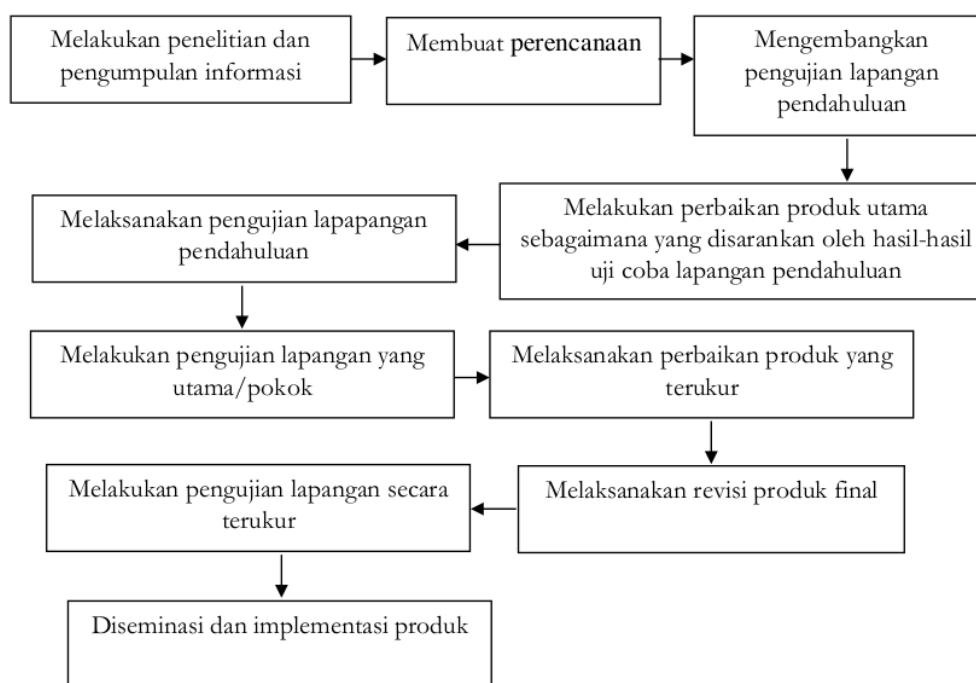 Melakukan penelitian dan
pengumpulan informasi
Membuat perencanaan
Mengembangkan
pengujian lapangan
pendahuluan
Melakukan perbaikan produk utama
sebagaimana yang disarankan oleh hasil-hasil
uji coba lapangan pendahuluan
Melaksanakan pengujian lapapangan
pendahuluan
Melakukan pengujian lapangan yang
utama/pokok
Melaksanakan perbaikan produk yang
terukur
Melaksanakan revisi produk final
Melakukan pengujian lapangan secara
terukur
Diseminasi dan implementasi produk